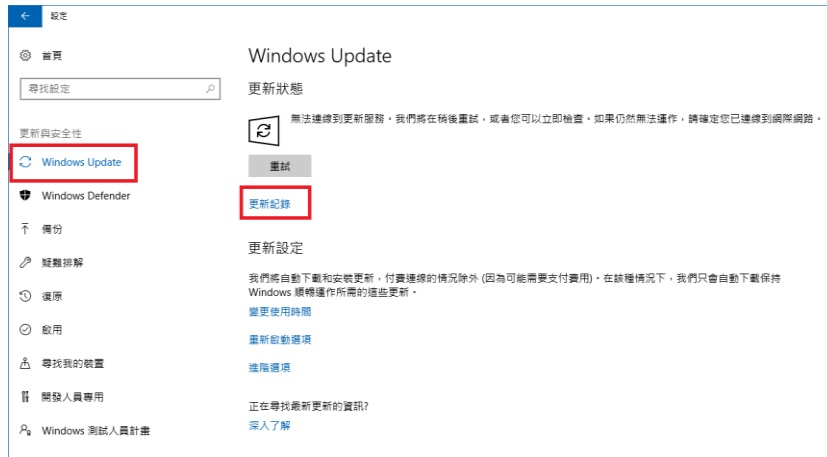 設定
首頁
尋找設定
更新與安全性
Windows Update
Windows Defender
備份
疑難排解
復原
啟用
尋找我的裝置
開發人員專用
Windows 測試人員計畫
Windows Update
更新狀態
無法連線到更新服務。我們將在稍後重試，或者您可以立即檢查。如果仍然無法運作，請確定您已連線到網際網路。
重試
更新記錄
更新設定
我們將自動下載和安裝更新，付費連線的情況除外 (因為可能需要支付費用)。在該種情況下，我們只會自動下載保持
Windows 順暢運作所需的這些更新。
變更使用時間
重新啟動選項
進階選項
正在尋找最新更新的資訊?
深入了解